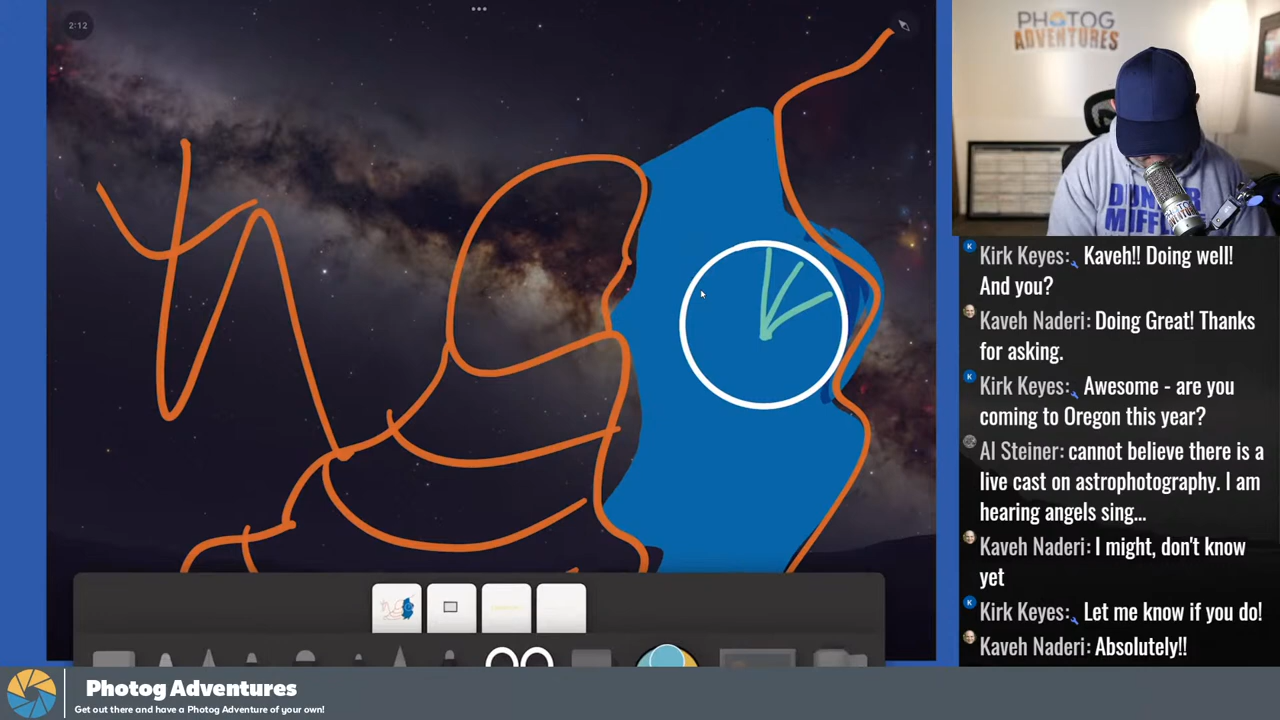 2:12
PHOTOG
ADVENTURES
Kirk Keyes: Kaveh!! Doing well!
And you?
Kaveh Naderi: Doing Great! Thanks
for asking.
Kirk Keyes: Awesome - are you
coming to Oregon this year?
Al Steiner: cannot believe there is a
live cast on astrophotography. I am
hearing angels sing...
Kaveh Naderi: I might, don't know
yet
Kirk Keyes: Let me know if you do!
Kaveh Naderi: Absolutely!!
Photog Adventures
Get out there and have a Photog Adventure of your own!